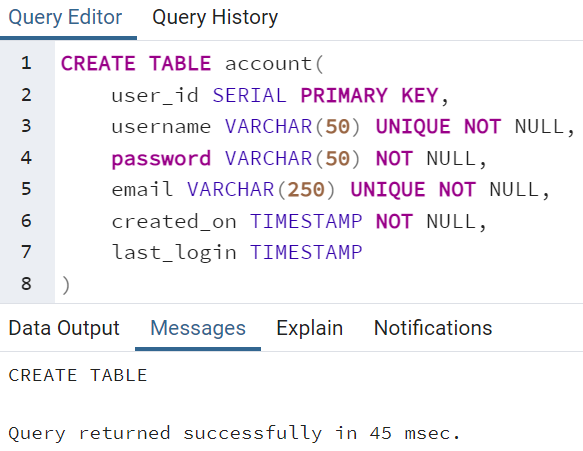 Query Editor Query History
1 CREATE TABLE account(
2 user_id SERIAL PRIMARY KEY,
3 username VARCHAR(50) UNIQUE NOT NULL,
4 password VARCHAR(50) NOT NULL,
5 email VARCHAR(250) UNIQUE NOT NULL,
6 created_on TIMESTAMP NOT NULL,
7 last_login TIMESTAMP
8 )
Data Output Messages Explain Notifications
CREATE TABLE
Query returned successfully in 45 msec.